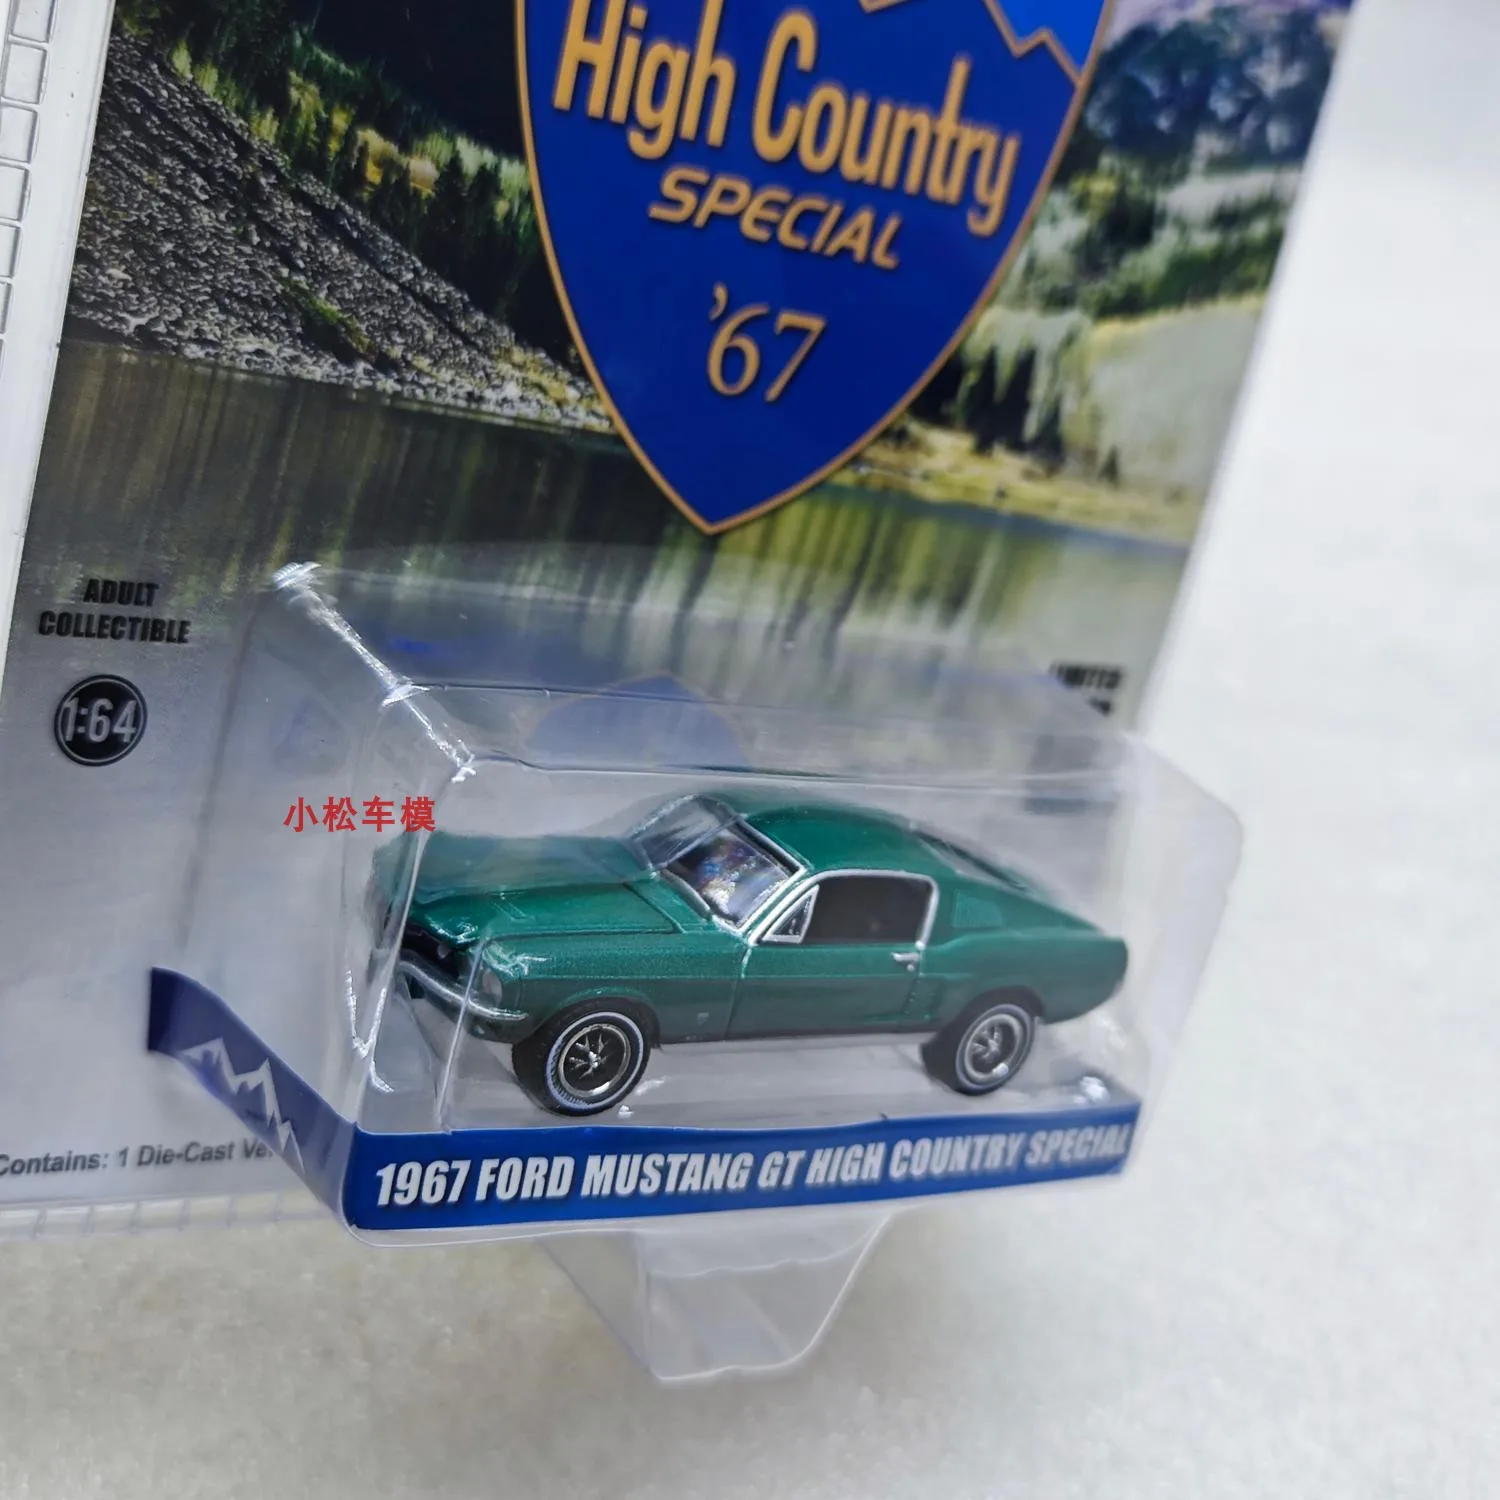 High Country
SPECIAL
'67
ADULT
COLLECTIBLE
1:64
LIMITED
小松车模
Contains: 1 Die-Cast
1967 FORD MUSTANG GT HIGH COUNTRY SPECIAL